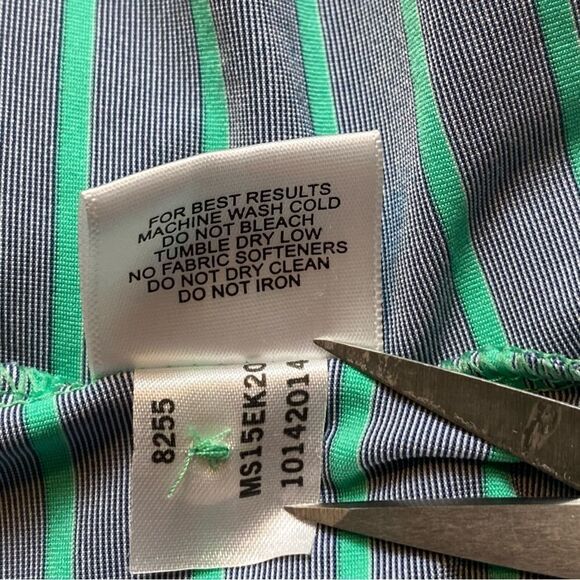 FOR BEST RESULTS
MACHINE WASH COLD
DO NOT BLEACH
TUMBLE DRY LOW
NO FABRIC SOFTENERS
DO NOT DRY CLEAN
DO NOT IRON
8255
MS15EK20
10142014